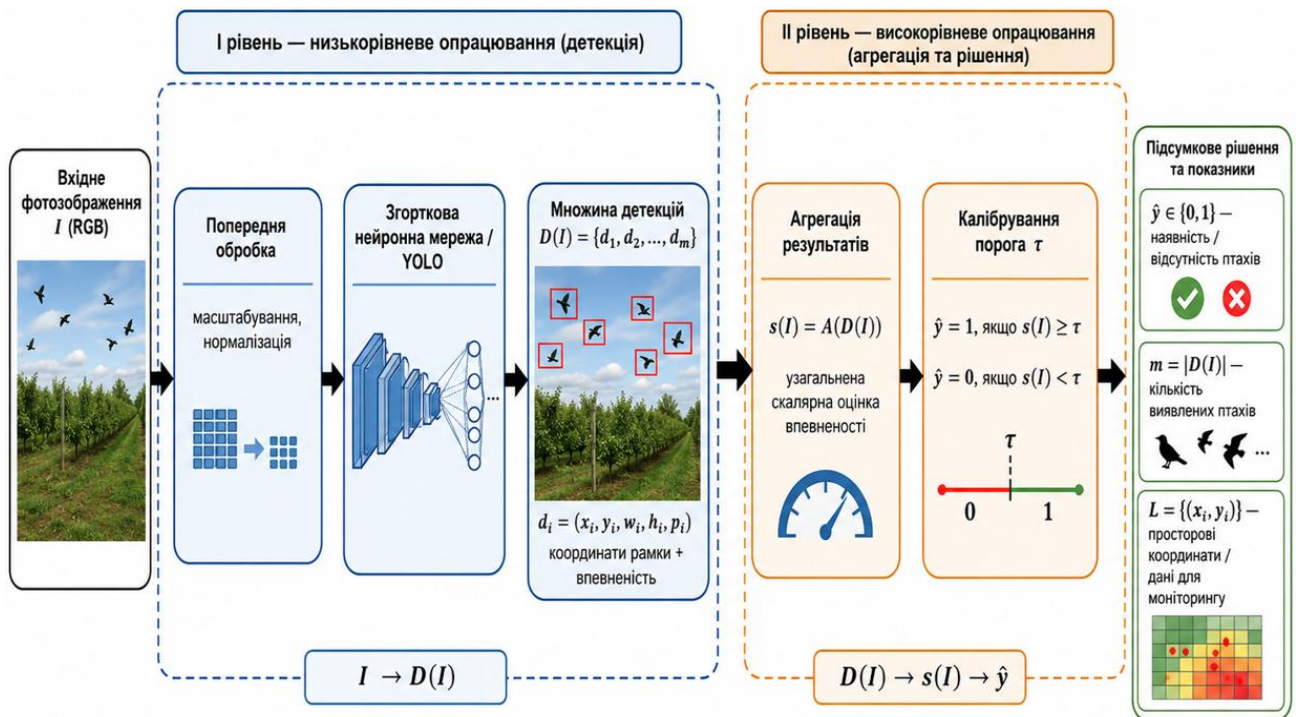 І рівень — низькорівневе опрацювання (детекція)
ІІ рівень — високорівневе опрацювання
(агрегація та рішення)
Вхідне
фотозображення
I (RGB)
Попередня
обробка
масштабування,
нормалізація
Згорткова
нейронна мережа /
YOLO
...
Множина детекцій
D(I) = {d₁, d₂, ..., dₘ}
dᵢ = (xᵢ, yᵢ, wᵢ, hᵢ, pᵢ)
координати рамки +
впевненість
I → D(I)
Агрегація
результатів
s(I) = A(D(I))
узагальнена
скалярна оцінка
впевненості
Калібрування
порога τ
ŷ = 1, якщо s(I) ≥ τ
ŷ = 0, якщо s(I) < τ
τ
0 1
D(I) → s(I) → ŷ
Підсумкове рішення
та показники
ŷ ∈ {0, 1} –
наявність /
відсутність птахів
m = |D(I)| –
кількість
виявлених птахів
...
L = {(xᵢ, yᵢ)} –
просторові
координати /
дані для
моніторингу